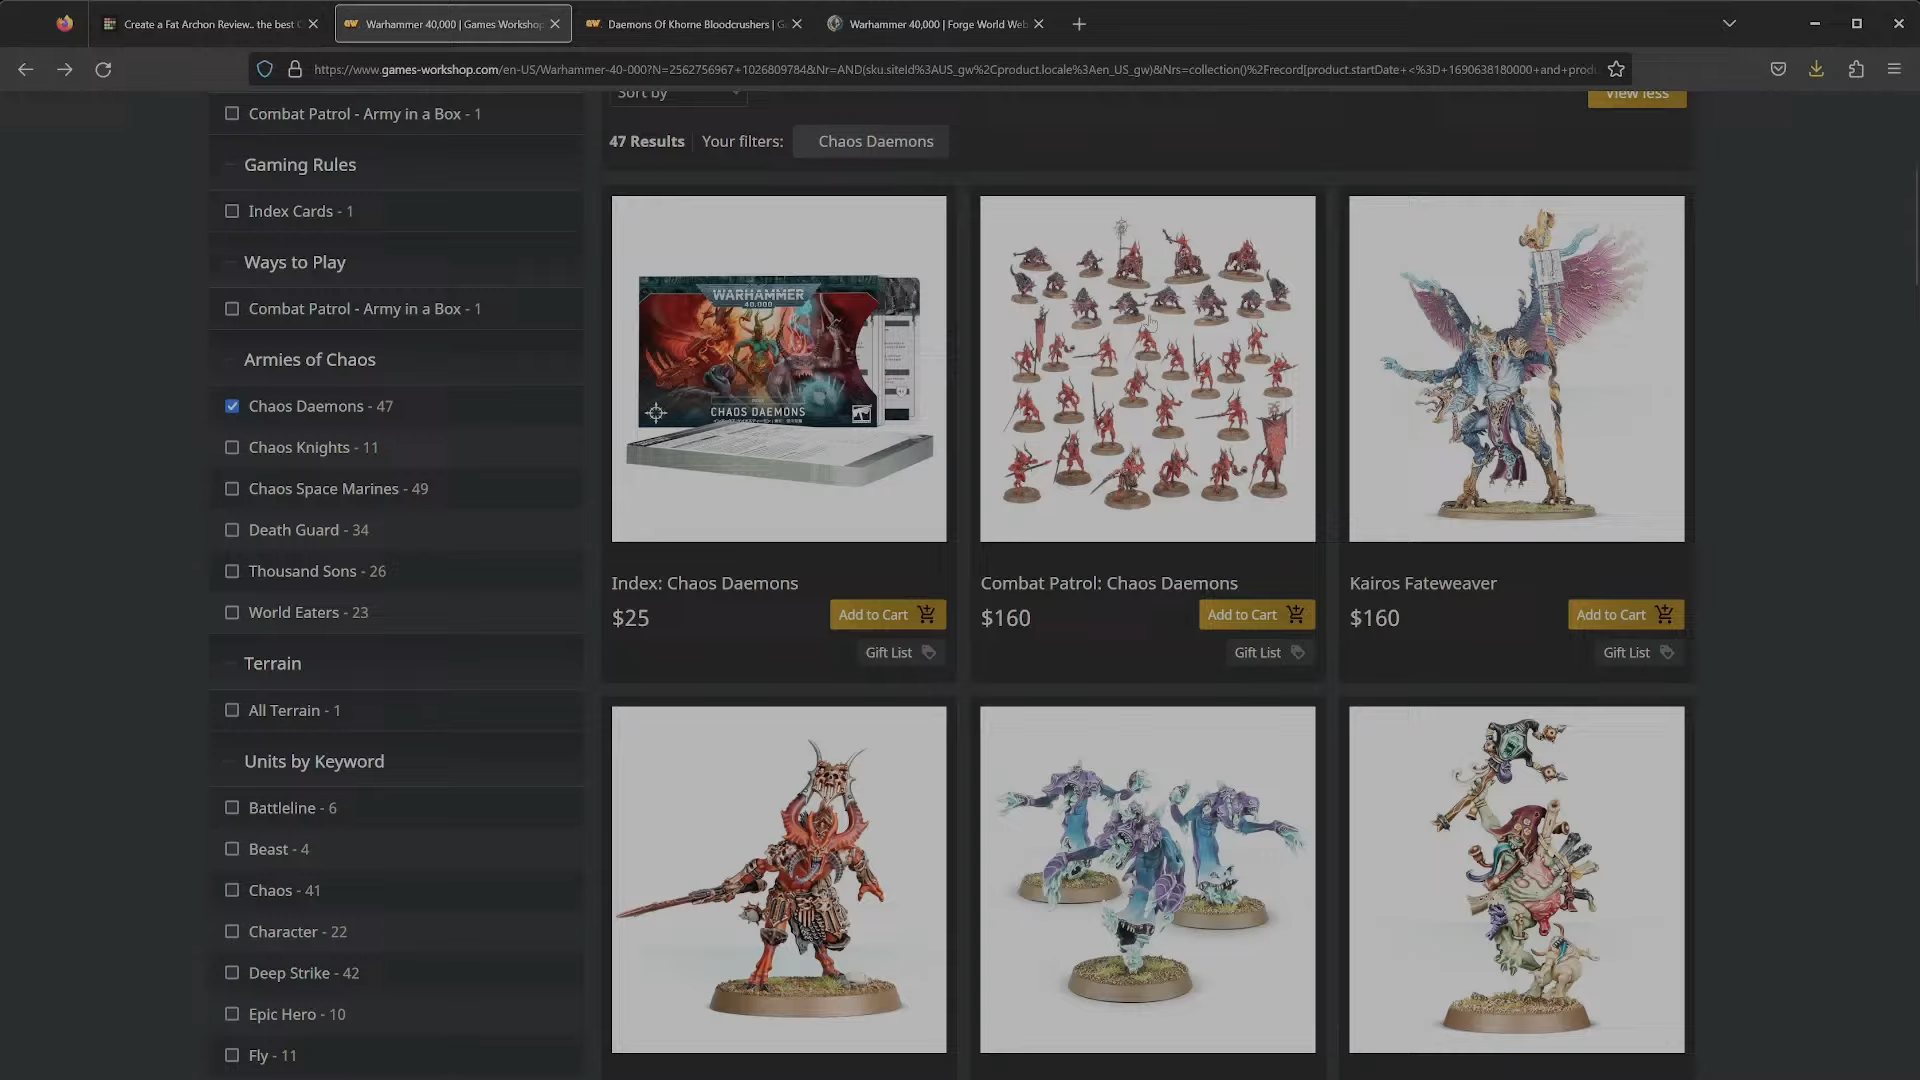 Create a Fat Archon Review.. the best
Warhammer 40,000 | Games Workshop
Daemons Of Khorne Bloodcrushers | G
Warhammer 40,000 | Forge World Web
https://www.games-workshop.com/en-US/Warhammer-40-000?N=2562756967+1026809784&Nr=AND(sku.siteId%3AUS_gw%2Cproduct.locale%3Aen_US_gw)&Nrs=collection()%2Frecord[product.startDate+<%3D+1690638180000+and+produ
Sort by
View less
Combat Patrol - Army in a Box - 1
47 Results
Your filters:
Chaos Daemons
Gaming Rules
Index Cards - 1
Ways to Play
Combat Patrol - Army in a Box - 1
Armies of Chaos
Chaos Daemons - 47
Chaos Knights - 11
Chaos Space Marines - 49
Death Guard - 34
Thousand Sons - 26
World Eaters - 23
Terrain
All Terrain - 1
Units by Keyword
Battleline - 6
Beast - 4
Chaos - 41
Character - 22
Deep Strike - 42
Epic Hero - 10
Fly - 11
WARHAMMER
40,000
CHAOS DAEMONS
Index: Chaos Daemons
$25
Add to Cart
Gift List
Combat Patrol: Chaos Daemons
$160
Add to Cart
Gift List
Kairos Fateweaver
$160
Add to Cart
Gift List